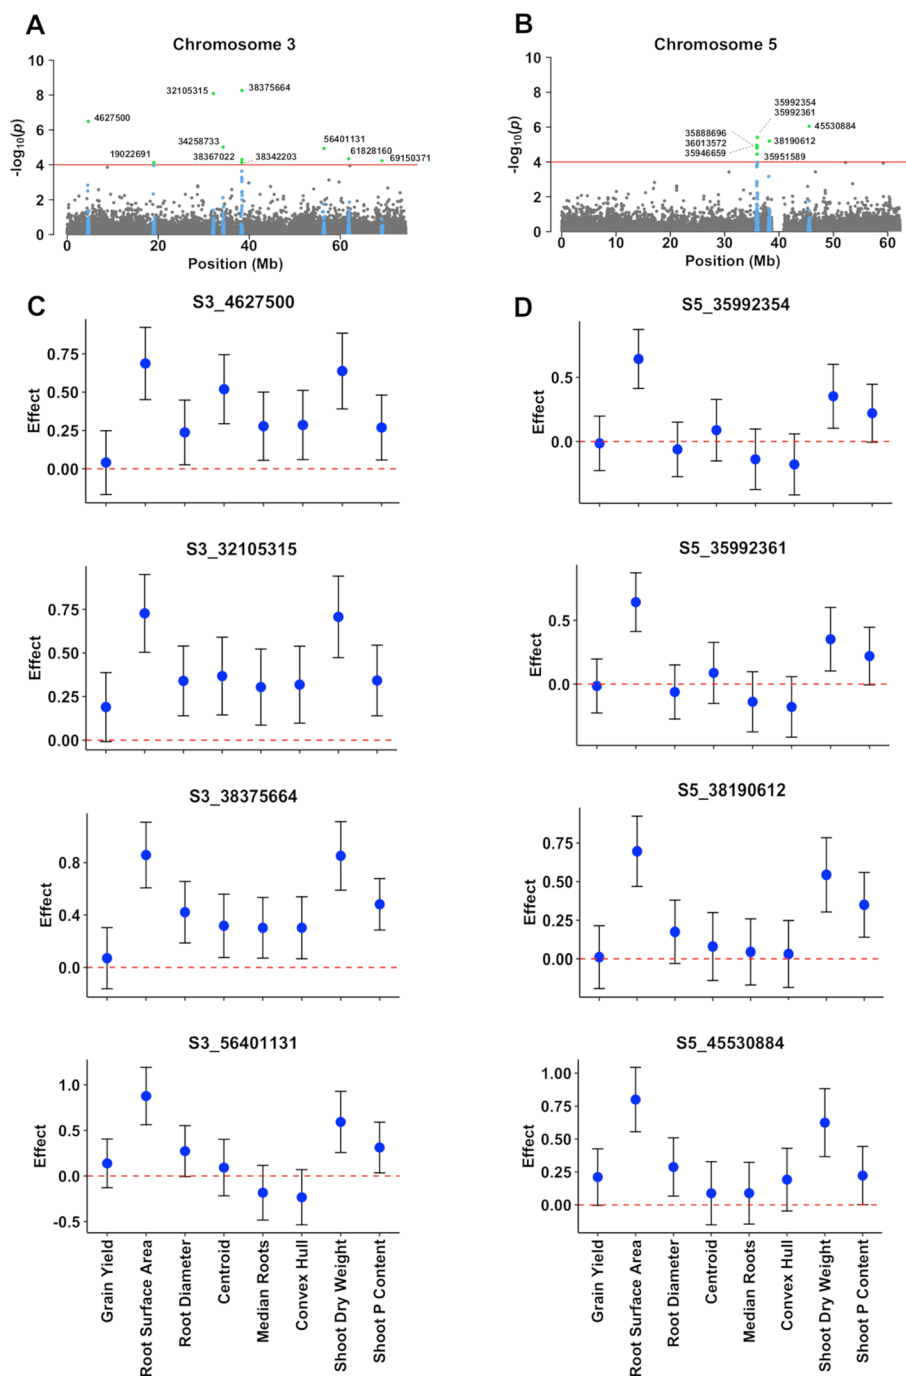 A
Chromosome 3
-log10(p)
10
8
6
4
2
0
4627500
32105315
38375664
19022691
34258733
38367022
38342203
56401131
61828160
69150371
0 20 40 60
Position (Mb)
B
Chromosome 5
-log10(p)
10
8
6
4
2
0
35992354
35992361
45530884
35888696
36013572
35946659
38190612
35951589
0 10 20 30 40 50 60
Position (Mb)
C
S3_4627500
Effect
0.75
0.50
0.25
0.00
S3_32105315
Effect
0.75
0.50
0.25
0.00
S3_38375664
Effect
0.8
0.4
0.0
S3_56401131
Effect
1.0
0.5
0.0
-0.5
Grain Yield
Root Surface Area
Root Diameter
Centroid
Median Roots
Convex Hull
Shoot Dry Weight
Shoot P Content
D
S5_35992354
Effect
0.5
0.0
S5_35992361
Effect
0.5
0.0
S5_38190612
Effect
0.75
0.50
0.25
0.00
S5_45530884
Effect
1.00
0.75
0.50
0.25
0.00
Grain Yield
Root Surface Area
Root Diameter
Centroid
Median Roots
Convex Hull
Shoot Dry Weight
Shoot P Content